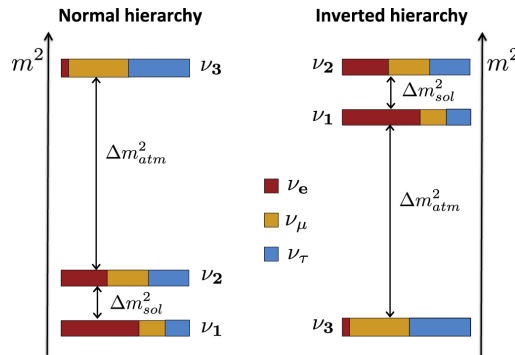 Normal hierarchy
m²
ν₃
Δm²atm
ν₂
Δm²sol
ν₁
νe
νμ
ντ
Inverted hierarchy
m²
ν₂
Δm²sol
ν₁
Δm²atm
ν₃